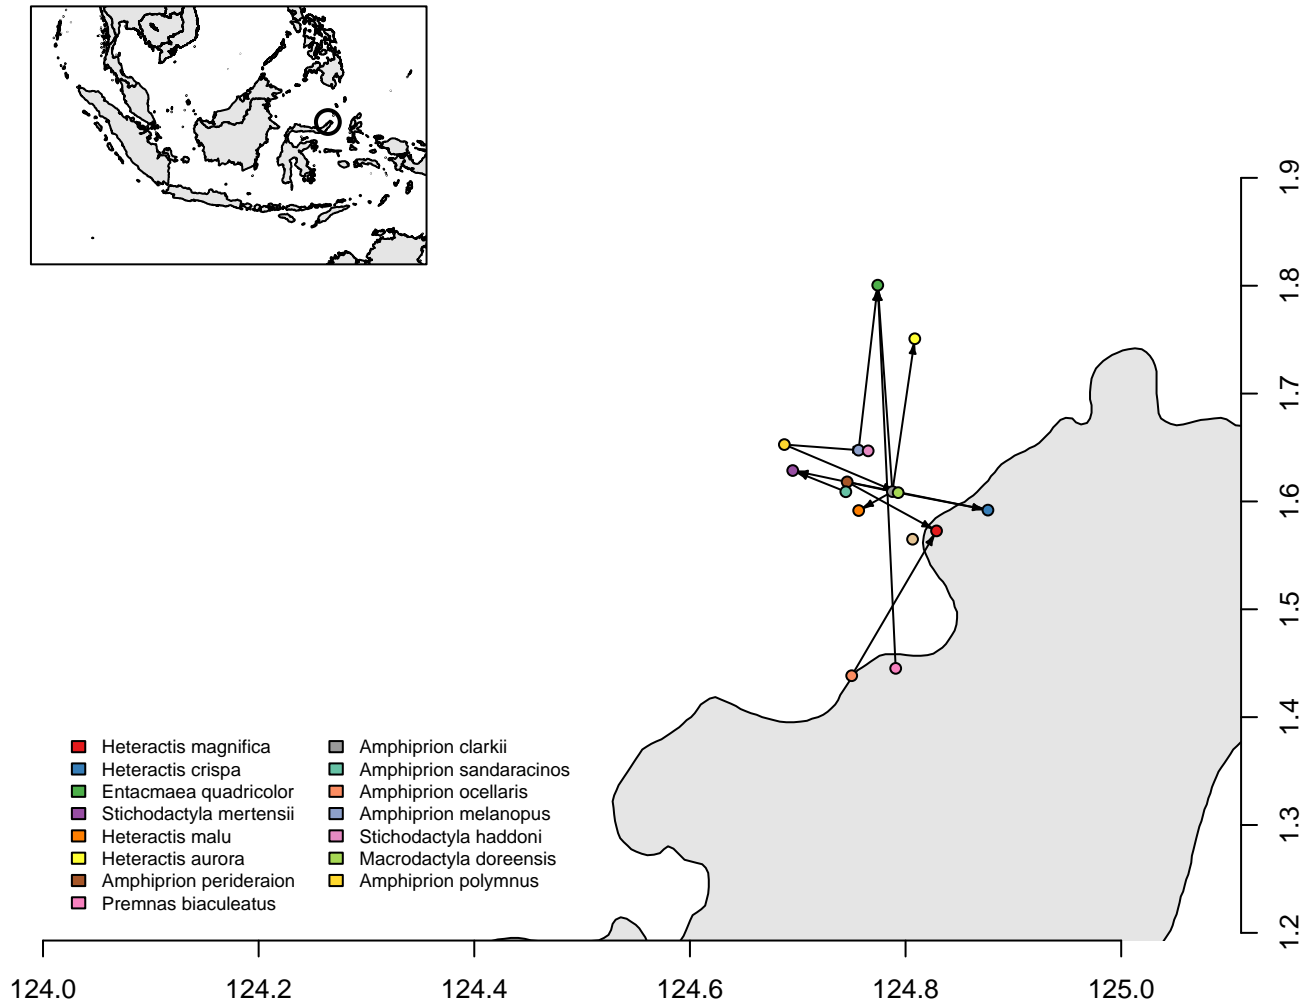 1.9
1.8
1.7
1.6
1.5
1.4
1.3
1.2
Heteractis magnifica
Heteractis crispa
Entacmaea quadricolor
Stichodactyla mertensii
Heteractis malu
Heteractis aurora
Amphiprion perideraion
Premnas biaculeatus
Amphiprion clarkii
Amphiprion sandaracinos
Amphiprion ocellaris
Amphiprion melanopus
Stichodactyla haddoni
Macrodactyla doreensis
Amphiprion polymnus
124.0 124.2 124.4 124.6 124.8 125.0